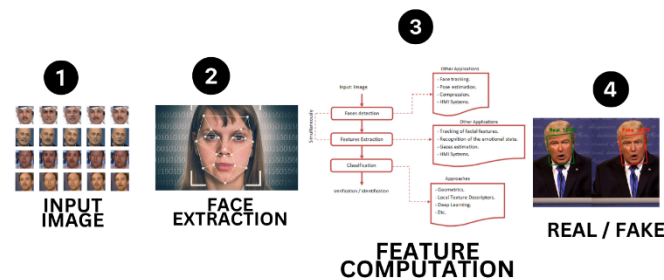 1
INPUT
IMAGE
2
FACE
EXTRACTION
3
Input Image
Simultaneously
Faces detection
Features Extraction
Classification
verification / identification
Other Applications
- Face tracking.
- Pose estimation.
- Compression.
- HMI Systems.
Other Applications
- Tracking of facial features.
- Recognition of the emotional state.
- Gazes estimation.
- HMI Systems.
Approaches
- Geometrics.
- Local Texture Descriptors.
- Deep Learning.
- Etc.
FEATURE
COMPUTATION
4
REAL / FAKE